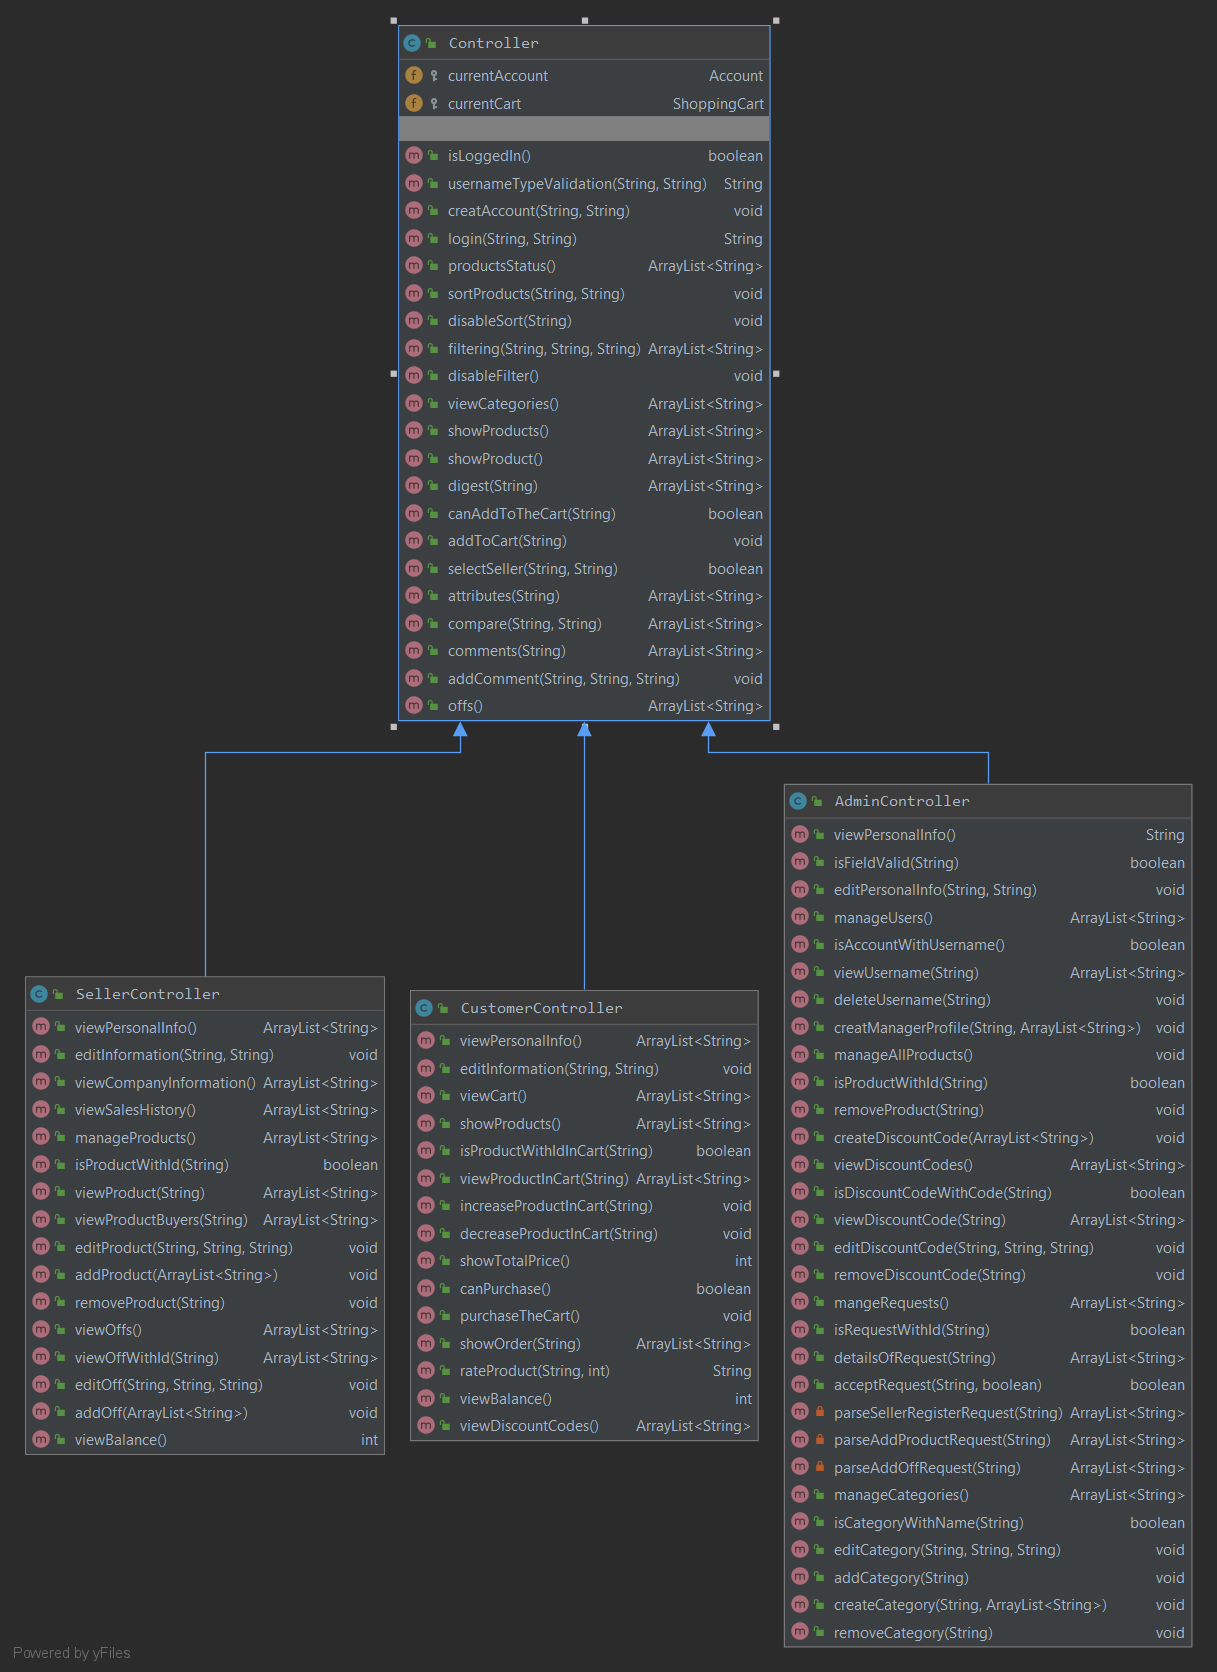 Controller
currentAccount Account
currentCart ShoppingCart
isLoggedIn() boolean
usernameTypeValidation(String, String) String
creatAccount(String, String) void
login(String, String) String
productsStatus() ArrayList<String>
sortProducts(String, String) void
disableSort(String) void
filtering(String, String, String) ArrayList<String>
disableFilter() void
viewCategories() ArrayList<String>
showProducts() ArrayList<String>
showProduct() ArrayList<String>
digest(String) ArrayList<String>
canAddToTheCart(String) boolean
addToCart(String) void
selectSeller(String, String) boolean
attributes(String) ArrayList<String>
compare(String, String) ArrayList<String>
comments(String) ArrayList<String>
addComment(String, String, String) void
offs() ArrayList<String>
SellerController
viewPersonalInfo() ArrayList<String>
editInformation(String, String) void
viewCompanyInformation() ArrayList<String>
viewSalesHistory() ArrayList<String>
manageProducts() ArrayList<String>
isProductWithId(String) boolean
viewProduct(String) ArrayList<String>
viewProductBuyers(String) ArrayList<String>
editProduct(String, String, String) void
addProduct(ArrayList<String>) void
removeProduct(String) void
viewOffs() ArrayList<String>
viewOffWithId(String) ArrayList<String>
editOff(String, String, String) void
addOff(ArrayList<String>) void
viewBalance() int
CustomerController
viewPersonalInfo() ArrayList<String>
editInformation(String, String) void
viewCart() ArrayList<String>
showProducts() ArrayList<String>
isProductWithIdInCart(String) boolean
viewProductInCart(String) ArrayList<String>
increaseProductInCart(String) void
decreaseProductInCart(String) void
showTotalPrice() int
canPurchase() boolean
purchaseTheCart() void
showOrder(String) ArrayList<String>
rateProduct(String, int) String
viewBalance() int
viewDiscountCodes() ArrayList<String>
AdminController
viewPersonalInfo() String
isFieldValid(String) boolean
editPersonalInfo(String, String) void
manageUsers() ArrayList<String>
isAccountWithUsername() boolean
viewUsername(String) ArrayList<String>
deleteUsername(String) void
creatManagerProfile(String, ArrayList<String>) void
manageAllProducts() void
isProductWithId(String) boolean
removeProduct(String) void
createDiscountCode(ArrayList<String>) void
viewDiscountCodes() ArrayList<String>
isDiscountCodeWithCode(String) boolean
viewDiscountCode(String) ArrayList<String>
editDiscountCode(String, String, String) void
removeDiscountCode(String) void
mangeRequests() ArrayList<String>
isRequestWithId(String) boolean
detailsOfRequest(String) ArrayList<String>
acceptRequest(String, boolean) boolean
parseSellerRegisterRequest(String) ArrayList<String>
parseAddProductRequest(String) ArrayList<String>
parseAddOffRequest(String) ArrayList<String>
manageCategories() ArrayList<String>
isCategoryWithName(String) boolean
editCategory(String, String, String) void
addCategory(String) void
createCategory(String, ArrayList<String>) void
removeCategory(String) void
Powered by yFiles